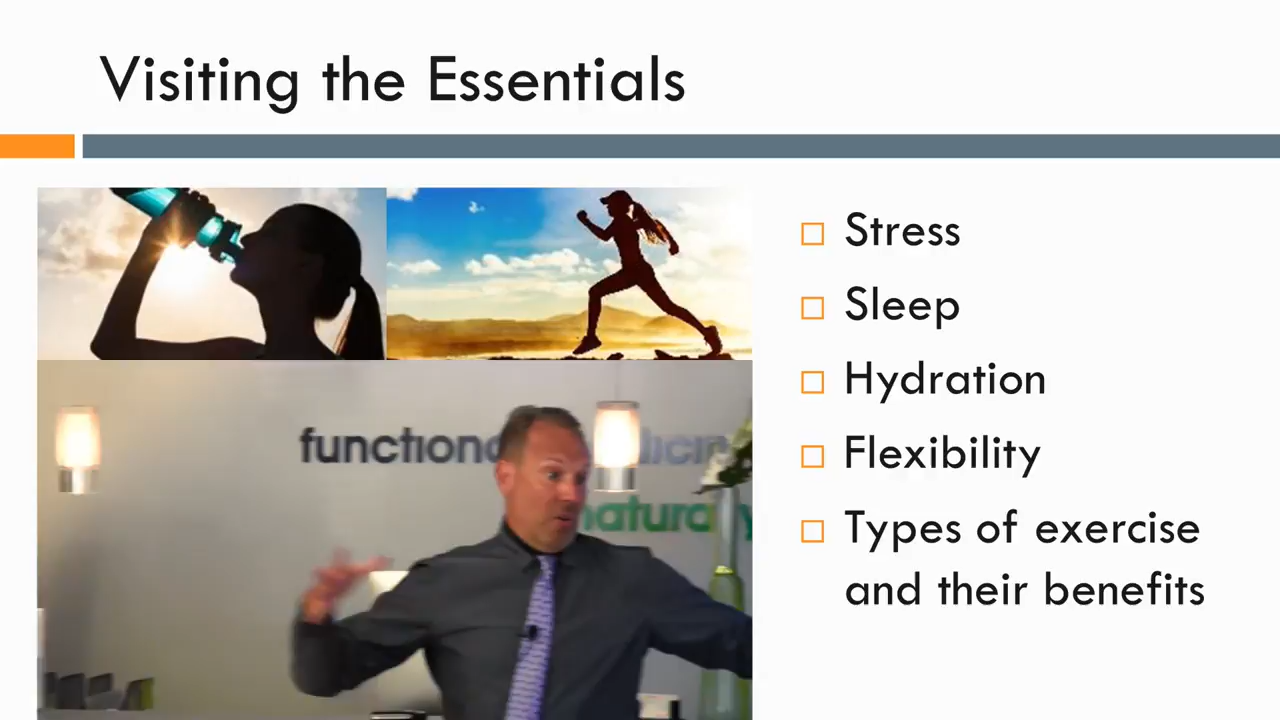 Visiting the Essentials
Stress
Sleep
Hydration
Flexibility
Types of exercise
and their benefits